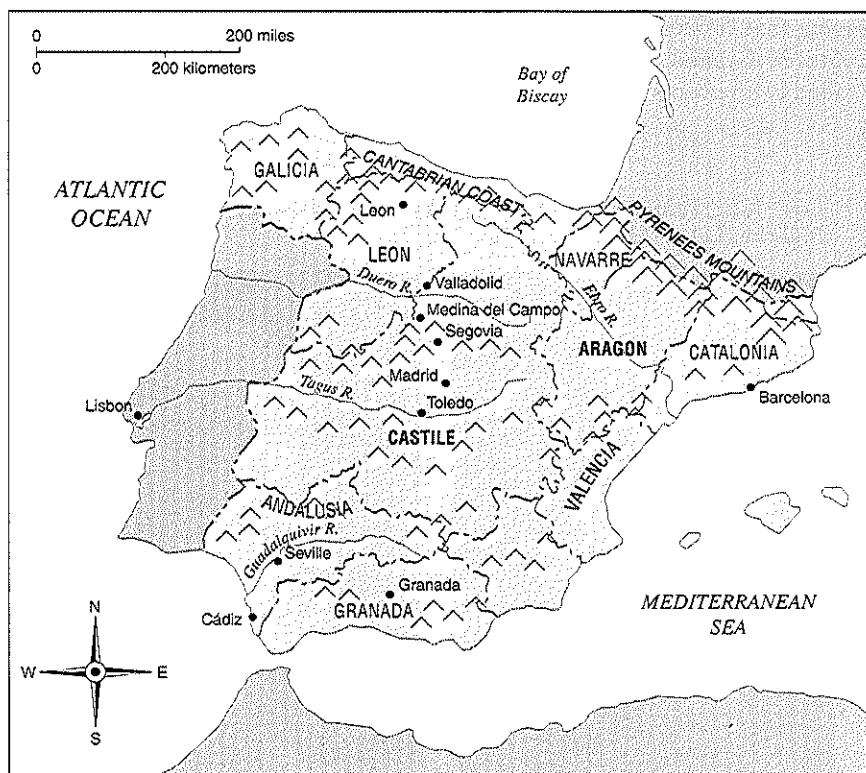 0 200 miles
0 200 kilometers
Bay of
Biscay
ATLANTIC
OCEAN
GALICIA
CANTABRIAN COAST
PYRENEES MOUNTAINS
Leon
LEON
NAVARRE
Duero R.
Valladolid
Ebro R.
Medina del Campo
Segovia
ARAGON
CATALONIA
Madrid
Tagus R.
Barcelona
Lisbon
Toledo
CASTILE
VALENCIA
ANDALUSIA
Guadalquivir R.
Seville
Granada
GRANADA
Cádiz
MEDITERRANEAN
SEA
N
W E
S